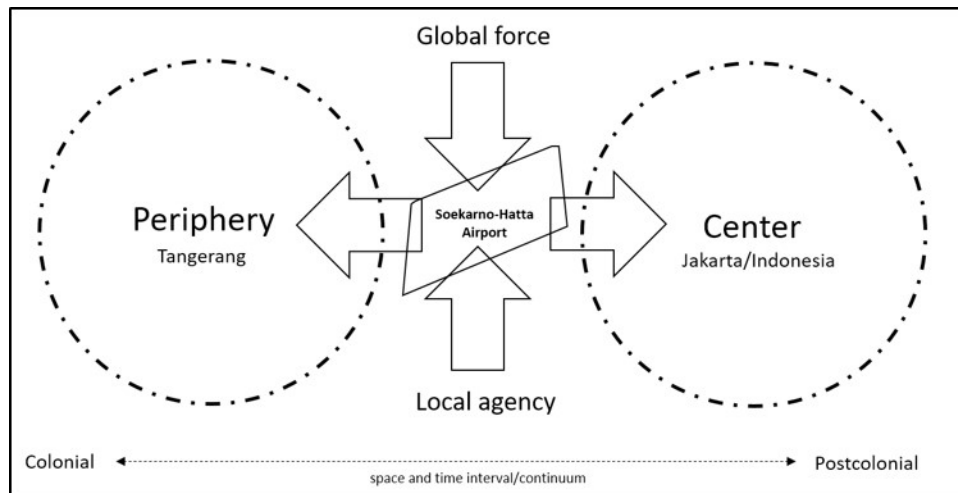 Global force
Periphery
Tangerang
Soekarno-Hatta
Airport
Center
Jakarta/Indonesia
Local agency
Colonial
Postcolonial
space and time interval/continuum